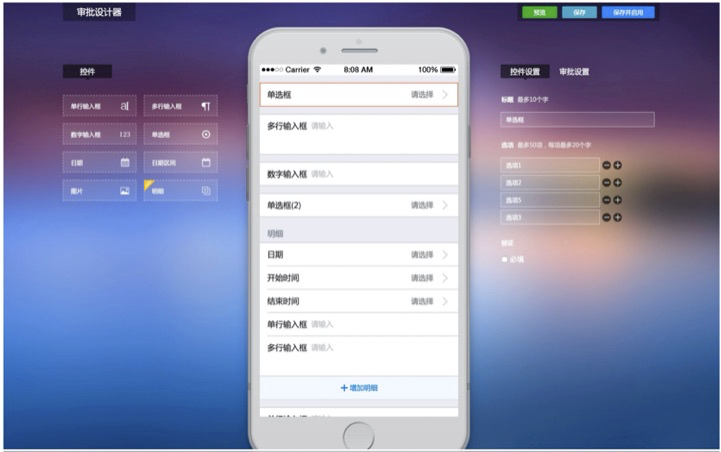 审批设计器
预览 保存 保存并启用
控件
单行输入框 aI 多行输入框
数字输入框 123 单选框
日期 日期区间
图片 明细
Carrier 8:08 AM 100%
单选框 请选择
多行输入框 请输入
数字输入框 请输入
单选框(2) 请选择
明细
日期 请选择
开始时间 请选择
结束时间 请选择
单行输入框 请输入
多行输入框 请输入
+ 增加明细
控件设置 审批设置
标题 最多10个字
单选框
选项 最多50项，每项最多20个字
选项1
选项2
选项5
选项3
验证
必填